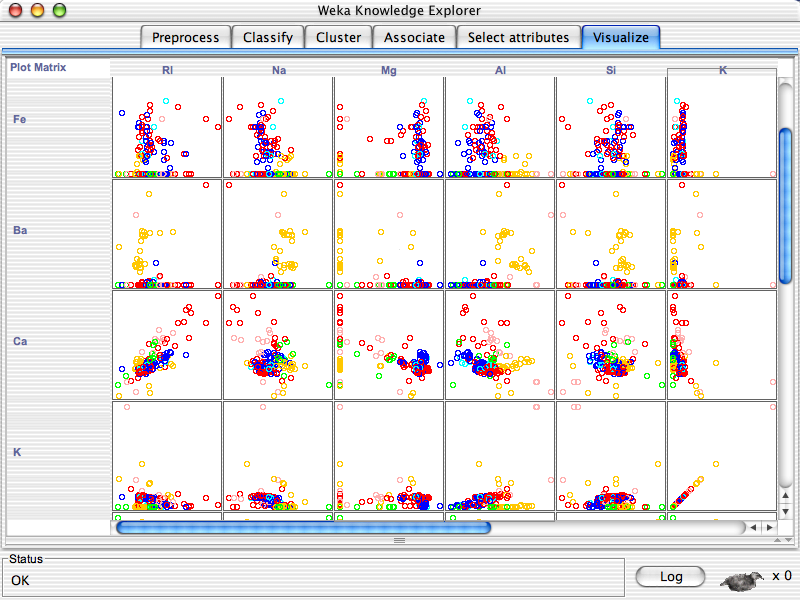 Weka Knowledge Explorer
Preprocess Classify Cluster Associate Select attributes Visualize
Plot Matrix RI Na Mg Al Si K
Fe
Ba
Ca
K
Status
OK
Log x 0